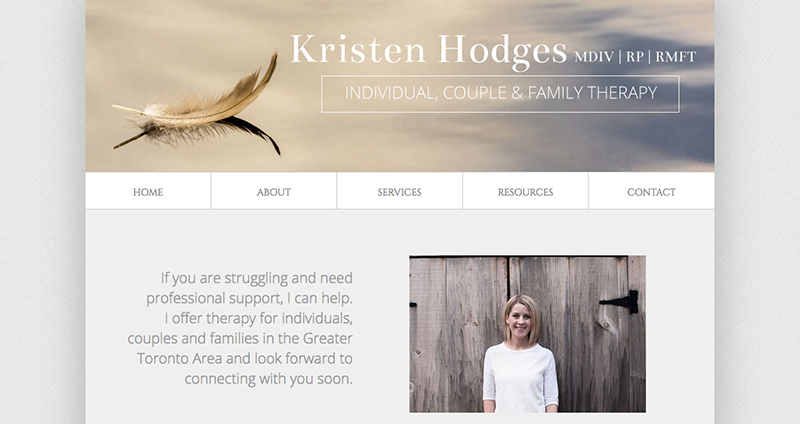 Kristen Hodges MDIV | RP | RMFT
INDIVIDUAL, COUPLE & FAMILY THERAPY
HOME
ABOUT
SERVICES
RESOURCES
CONTACT
If you are struggling and need
professional support, I can help.
I offer therapy for individuals,
couples and families in the Greater
Toronto Area and look forward to
connecting with you soon.